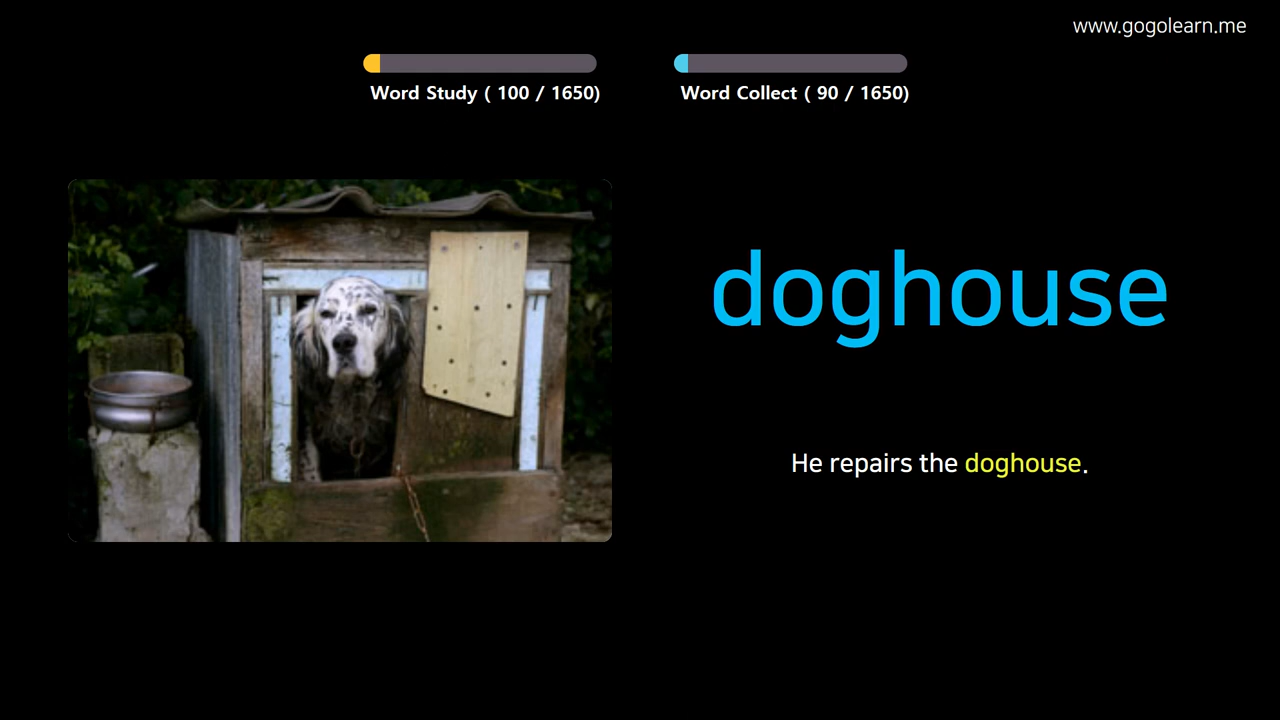 www.gogolearn.me
Word Study ( 100 / 1650)
Word Collect ( 90 / 1650)
doghouse
He repairs the doghouse.